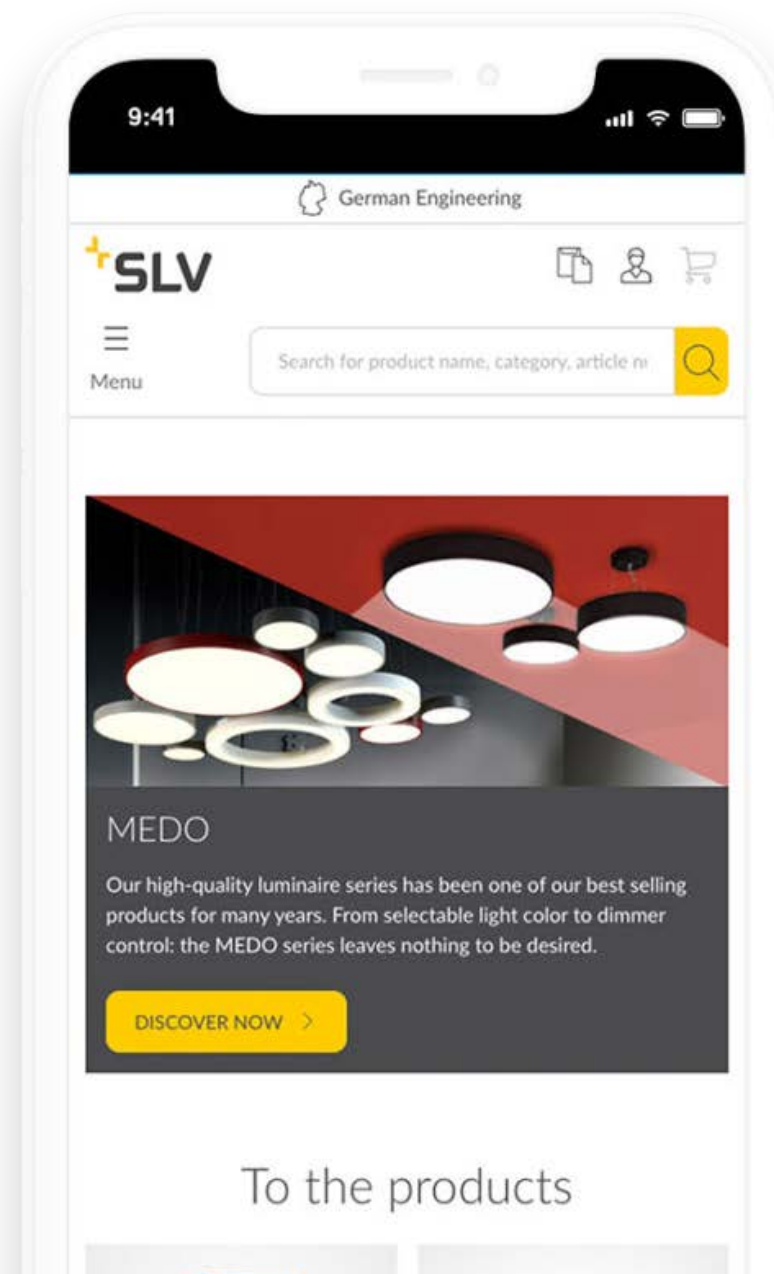 9:41
German Engineering
SLV
Menu
Search for product name, category, article
MEDO
Our high-quality luminaire series has been one of our best selling
products for many years. From selectable light color to dimmer
control: the MEDO series leaves nothing to be desired.
DISCOVER NOW
To the products